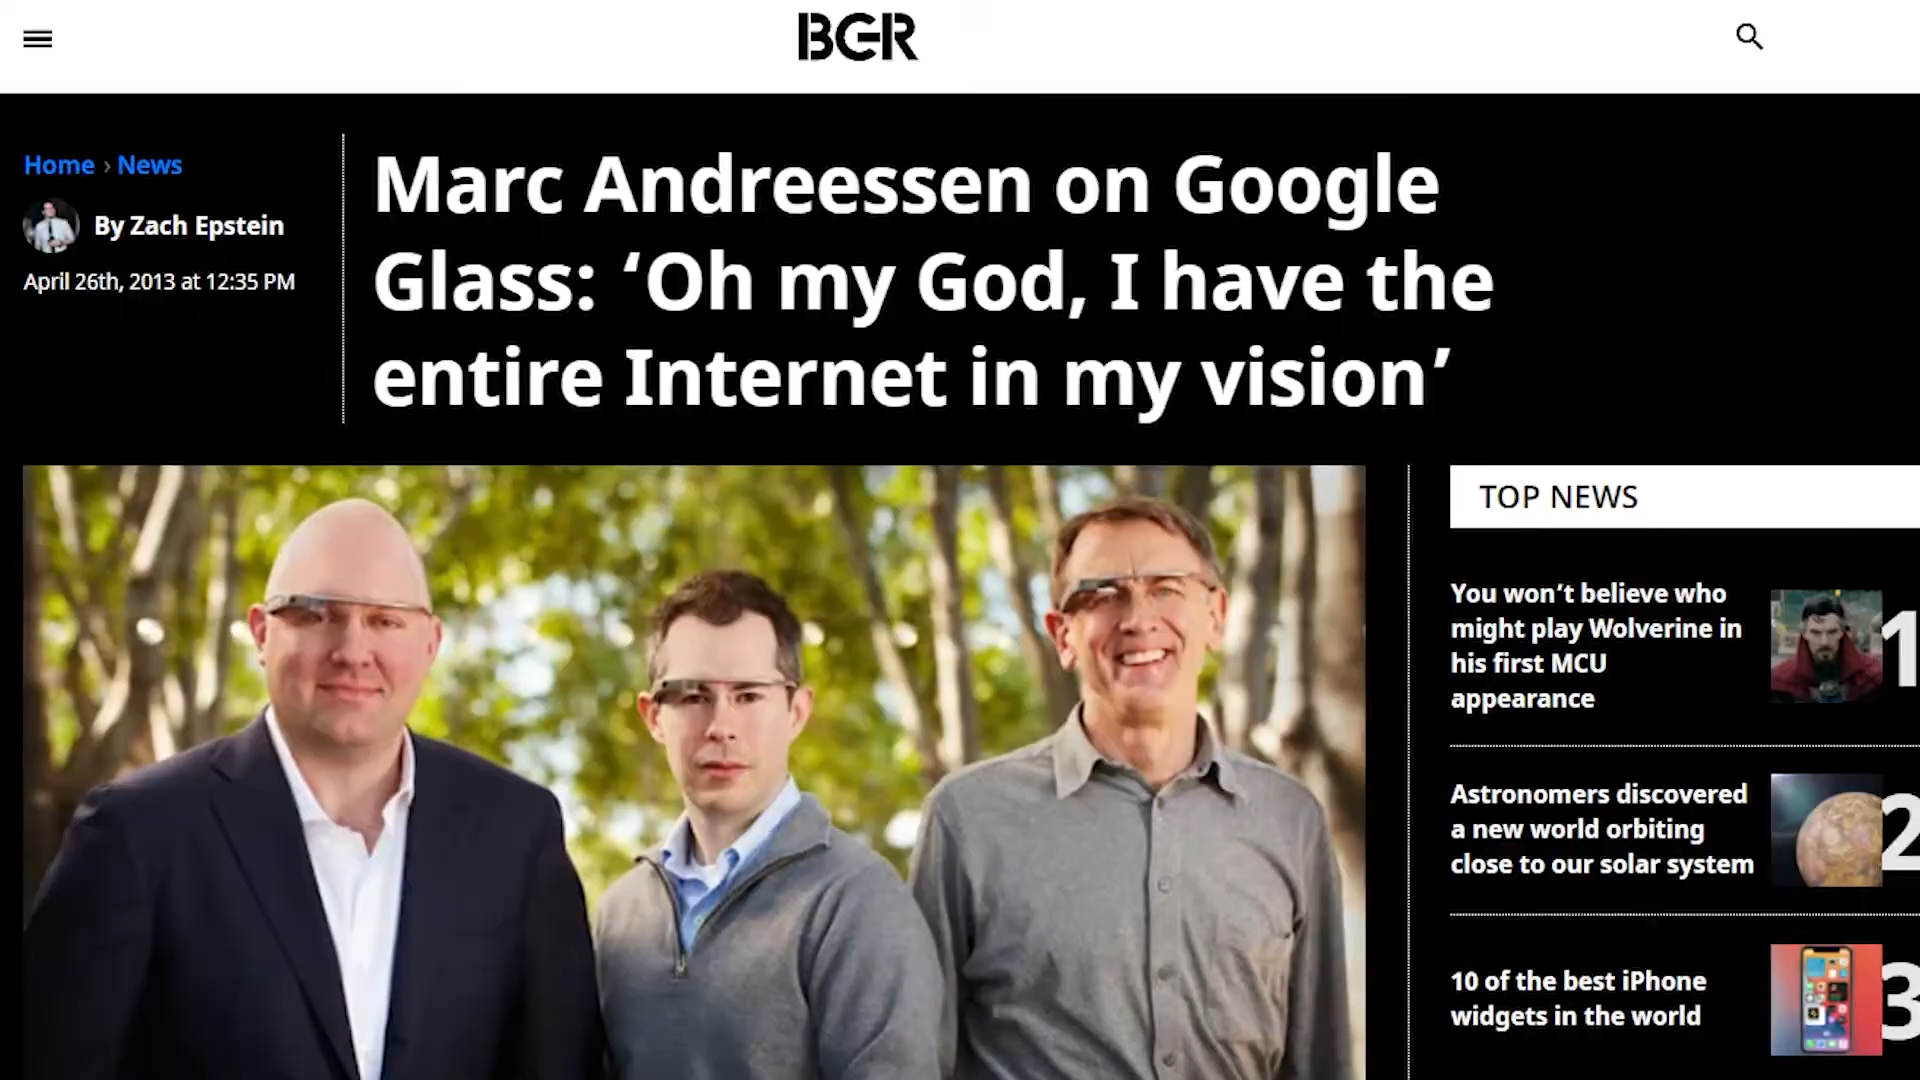 BGR
Home › News
By Zach Epstein
April 26th, 2013 at 12:35 PM
Marc Andreessen on Google
Glass: ‘Oh my God, I have the
entire Internet in my vision’
TOP NEWS
You won’t believe who
might play Wolverine in
his first MCU
appearance
1
Astronomers discovered
a new world orbiting
close to our solar system
2
10 of the best iPhone
widgets in the world
3